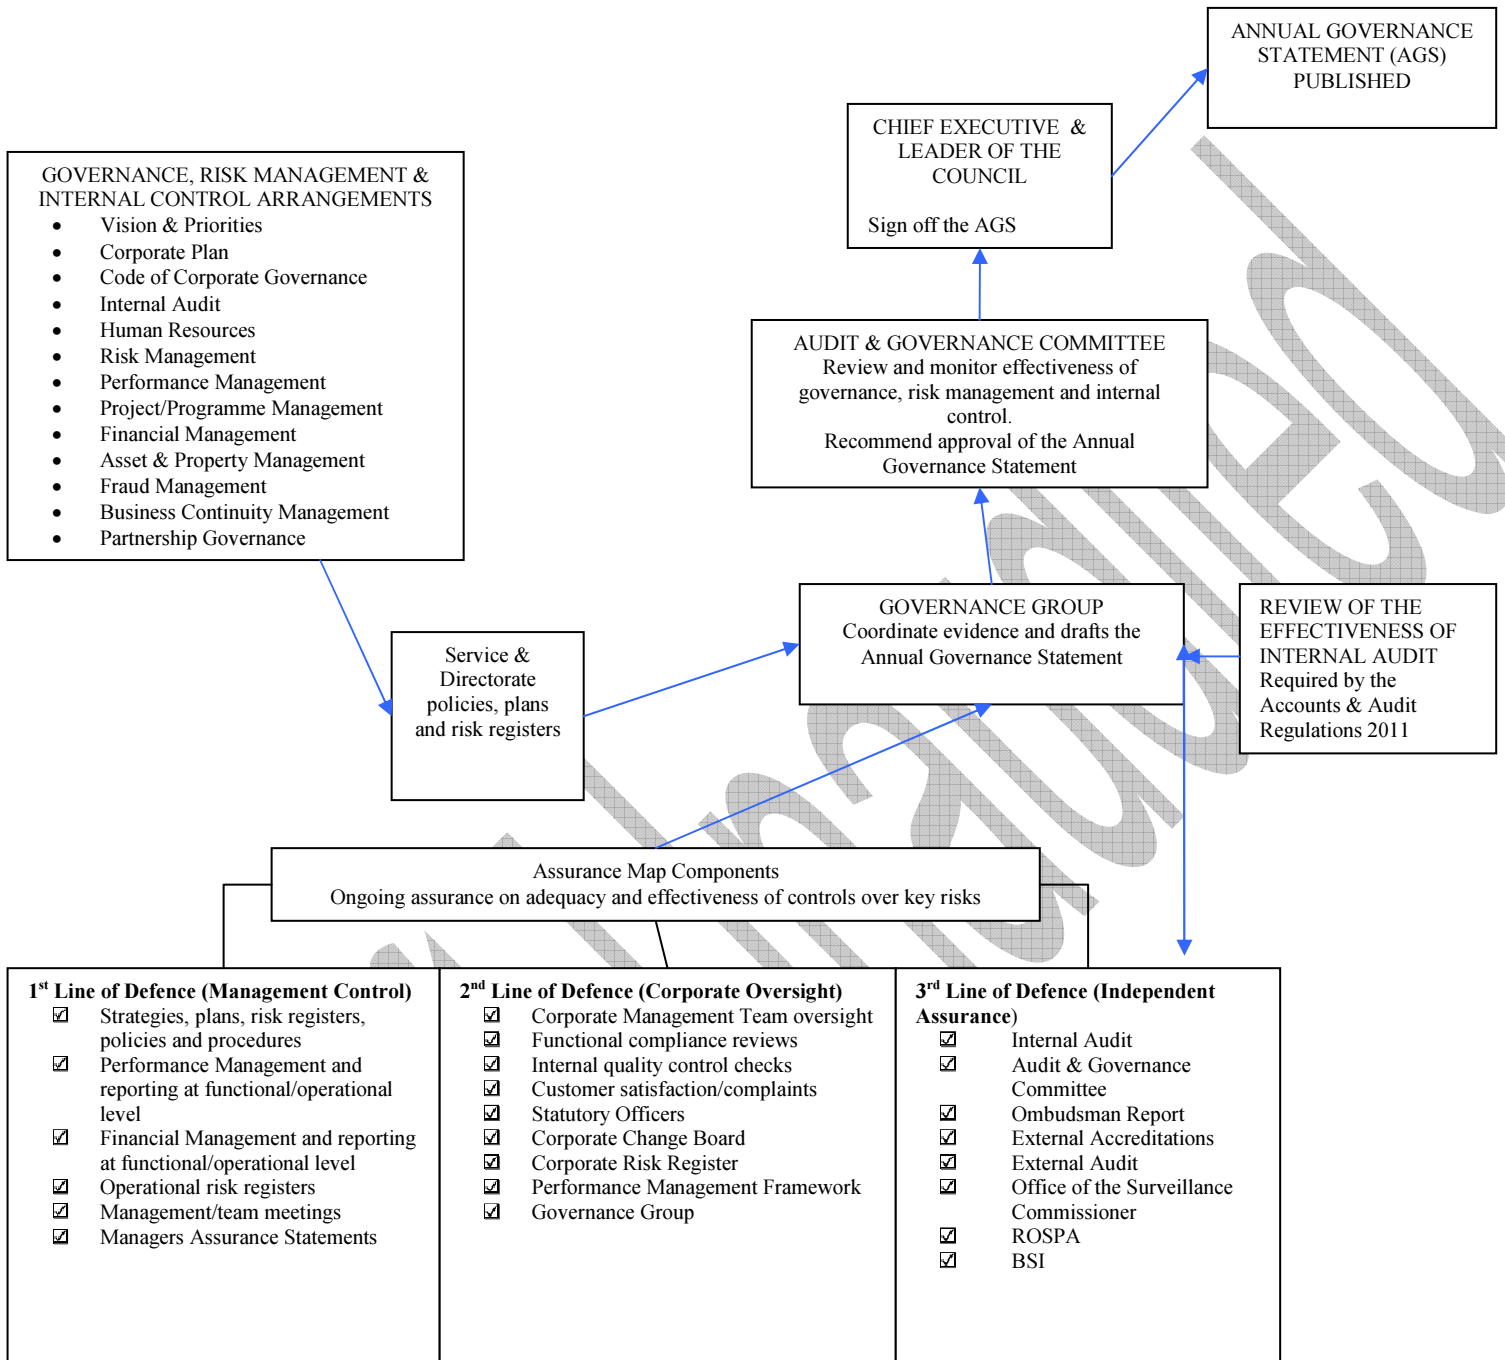 ANNUAL GOVERNANCE
STATEMENT (AGS)
PUBLISHED
CHIEF EXECUTIVE &
LEADER OF THE
COUNCIL
Sign off the AGS
GOVERNANCE, RISK MANAGEMENT &
INTERNAL CONTROL ARRANGEMENTS
• Vision & Priorities
• Corporate Plan
• Code of Corporate Governance
• Internal Audit
• Human Resources
• Risk Management
• Performance Management
• Project/Programme Management
• Financial Management
• Asset & Property Management
• Fraud Management
• Business Continuity Management
• Partnership Governance
AUDIT & GOVERNANCE COMMITTEE
Review and monitor effectiveness of
governance, risk management and internal
control.
Recommend approval of the Annual
Governance Statement
Service &
Directorate
policies, plans
and risk registers
GOVERNANCE GROUP
Coordinate evidence and drafts the
Annual Governance Statement
REVIEW OF THE
EFFECTIVENESS OF
INTERNAL AUDIT
Required by the
Accounts & Audit
Regulations 2011
Assurance Map Components
Ongoing assurance on adequacy and effectiveness of controls over key risks
1st Line of Defence (Management Control)
☑ Strategies, plans, risk registers,
policies and procedures
☑ Performance Management and
reporting at functional/operational
level
☑ Financial Management and reporting
at functional/operational level
☑ Operational risk registers
☑ Management/team meetings
☑ Managers Assurance Statements
2nd Line of Defence (Corporate Oversight)
☑ Corporate Management Team oversight
☑ Functional compliance reviews
☑ Internal quality control checks
☑ Customer satisfaction/complaints
☑ Statutory Officers
☑ Corporate Change Board
☑ Corporate Risk Register
☑ Performance Management Framework
☑ Governance Group
3rd Line of Defence (Independent
Assurance)
☑ Internal Audit
☑ Audit & Governance
Committee
☑ Ombudsman Report
☑ External Accreditations
☑ External Audit
☑ Office of the Surveillance
Commissioner
☑ ROSPA
☑ BSI
Unaudited